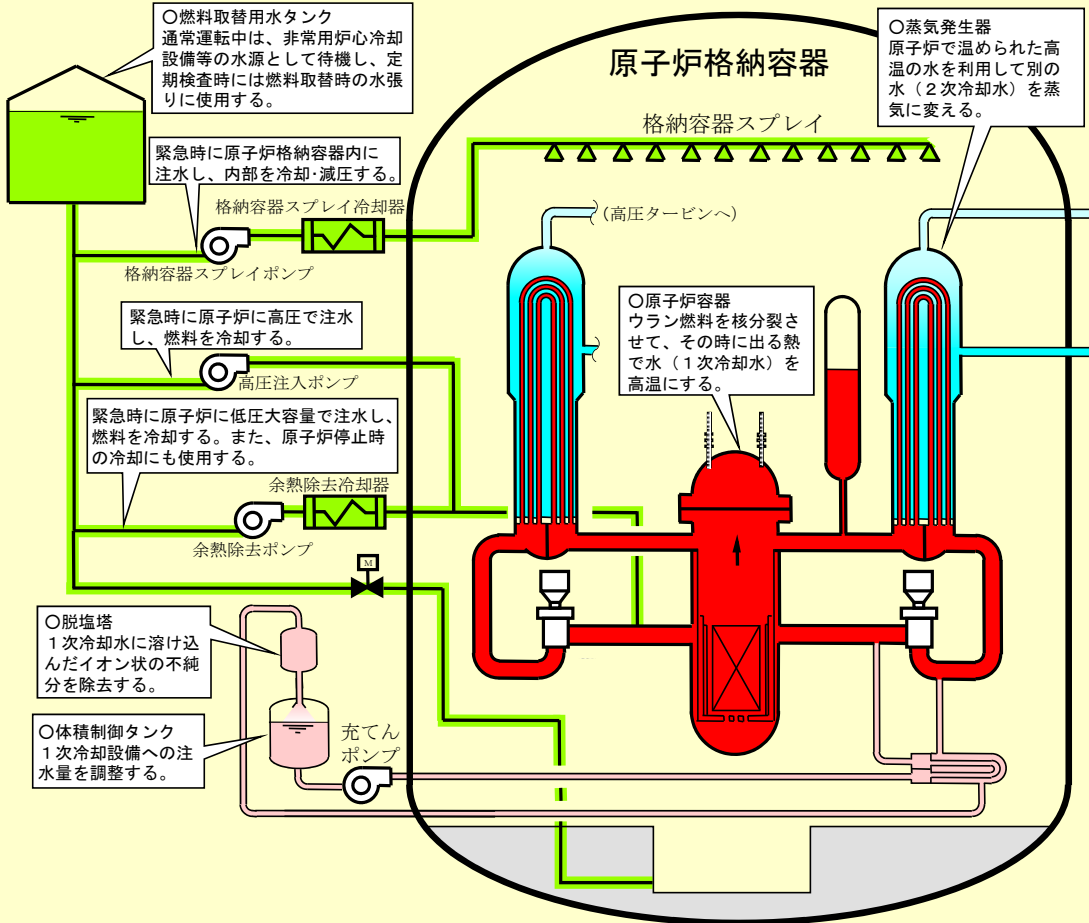 ○燃料取替用水タンク
通常運転中は、非常用炉心冷却
設備等の水源として待機し、定
期検査時には燃料取替時の水張
りに使用する。
原子炉格納容器
○蒸気発生器
原子炉で温められた高
温の水を利用して別の
水（２次冷却水）を蒸
気に変える。
格納容器スプレイ
緊急時に原子炉格納容器内に
注水し、内部を冷却･減圧する。
格納容器スプレイ冷却器
（高圧タービンへ）
格納容器スプレイポンプ
○原子炉容器
ウラン燃料を核分裂さ
せて、その時に出る熱
で水（１次冷却水）を
高温にする。
緊急時に原子炉に高圧で注水
し、燃料を冷却する。
高圧注入ポンプ
緊急時に原子炉に低圧大容量で注水し、
燃料を冷却する。また、原子炉停止時
の冷却にも使用する。
余熱除去冷却器
余熱除去ポンプ
M
○脱塩塔
１次冷却水に溶け込
んだイオン状の不純
分を除去する。
○体積制御タンク
１次冷却設備への注
水量を調整する。
充てん
ポンプ